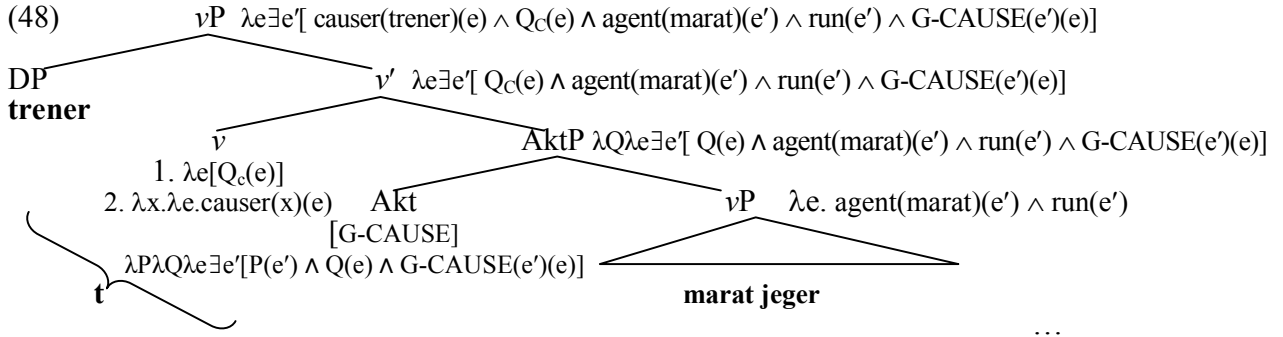 (48) vP λe∃e′[ causer(trener)(e) ∧ Q_C(e) ∧ agent(marat)(e′) ∧ run(e′) ∧ G-CAUSE(e′)(e)]
DP v′ λe∃e′[ Q_C(e) ∧ agent(marat)(e′) ∧ run(e′) ∧ G-CAUSE(e′)(e)]
trener
v AktP λQλe∃e′[ Q(e) ∧ agent(marat)(e′) ∧ run(e′) ∧ G-CAUSE(e′)(e)]
1. λe[Q_c(e)]
2. λx.λe.causer(x)(e) Akt vP λe. agent(marat)(e′) ∧ run(e′)
[G-CAUSE]
λPλQλe∃e′[P(e′) ∧ Q(e) ∧ G-CAUSE(e′)(e)]
t marat jeger
…